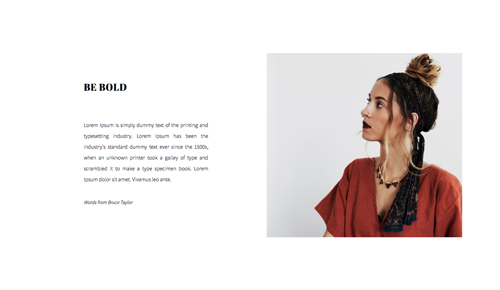 BE BOLD
Lorem Ipsum is simply dummy text of the printing and
typesetting industry. Lorem Ipsum has been the
industry's standard dummy text ever since the 1500s,
when an unknown printer took a galley of type and
scrambled it to make a type specimen book. Lorem
Ipsum dolor sit amet. Vivamus leo ante,
Words from Bruce Taylor